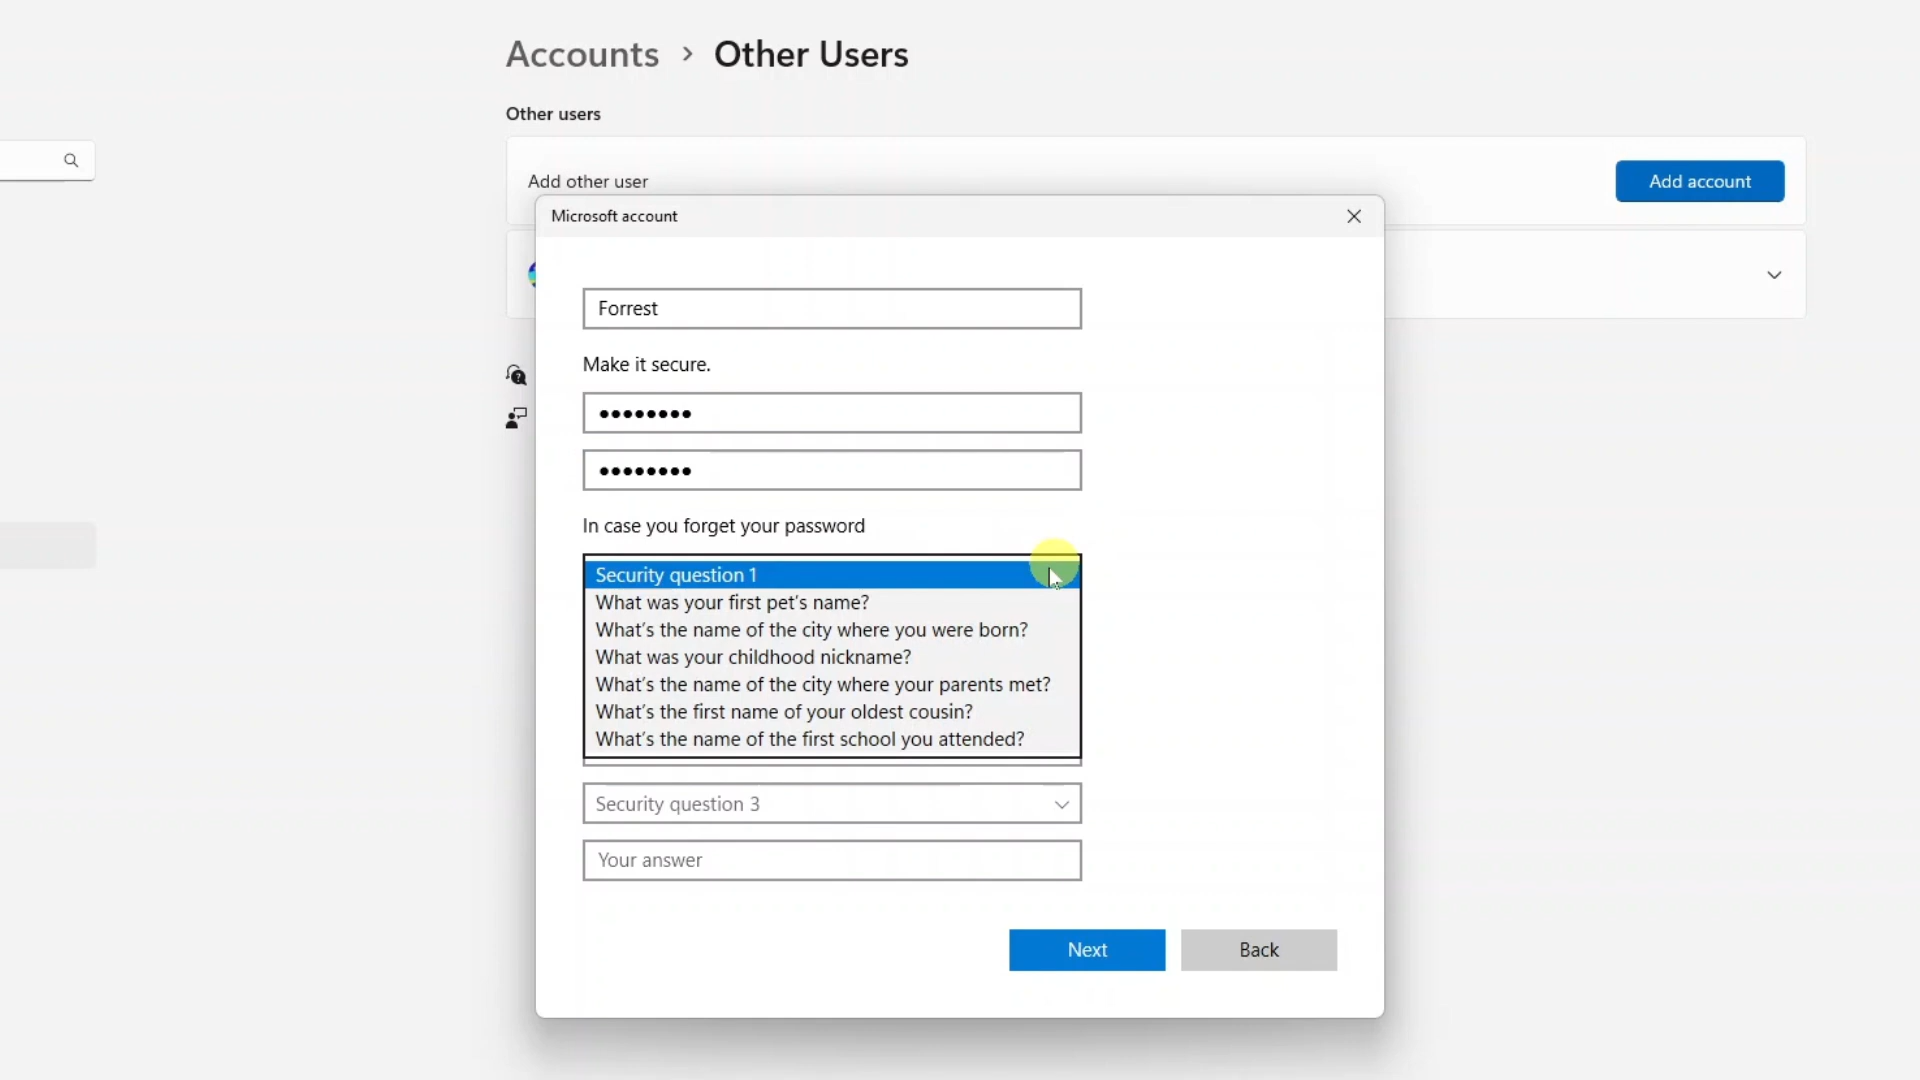 Accounts > Other Users
Other users
Add other user
Add account
Microsoft account
Forrest
Make it secure.
●●●●●●●●
●●●●●●●●
In case you forget your password
Security question 1
What was your first pet's name?
What's the name of the city where you were born?
What was your childhood nickname?
What's the name of the city where your parents met?
What's the first name of your oldest cousin?
What's the name of the first school you attended?
Security question 3
Your answer
Next
Back